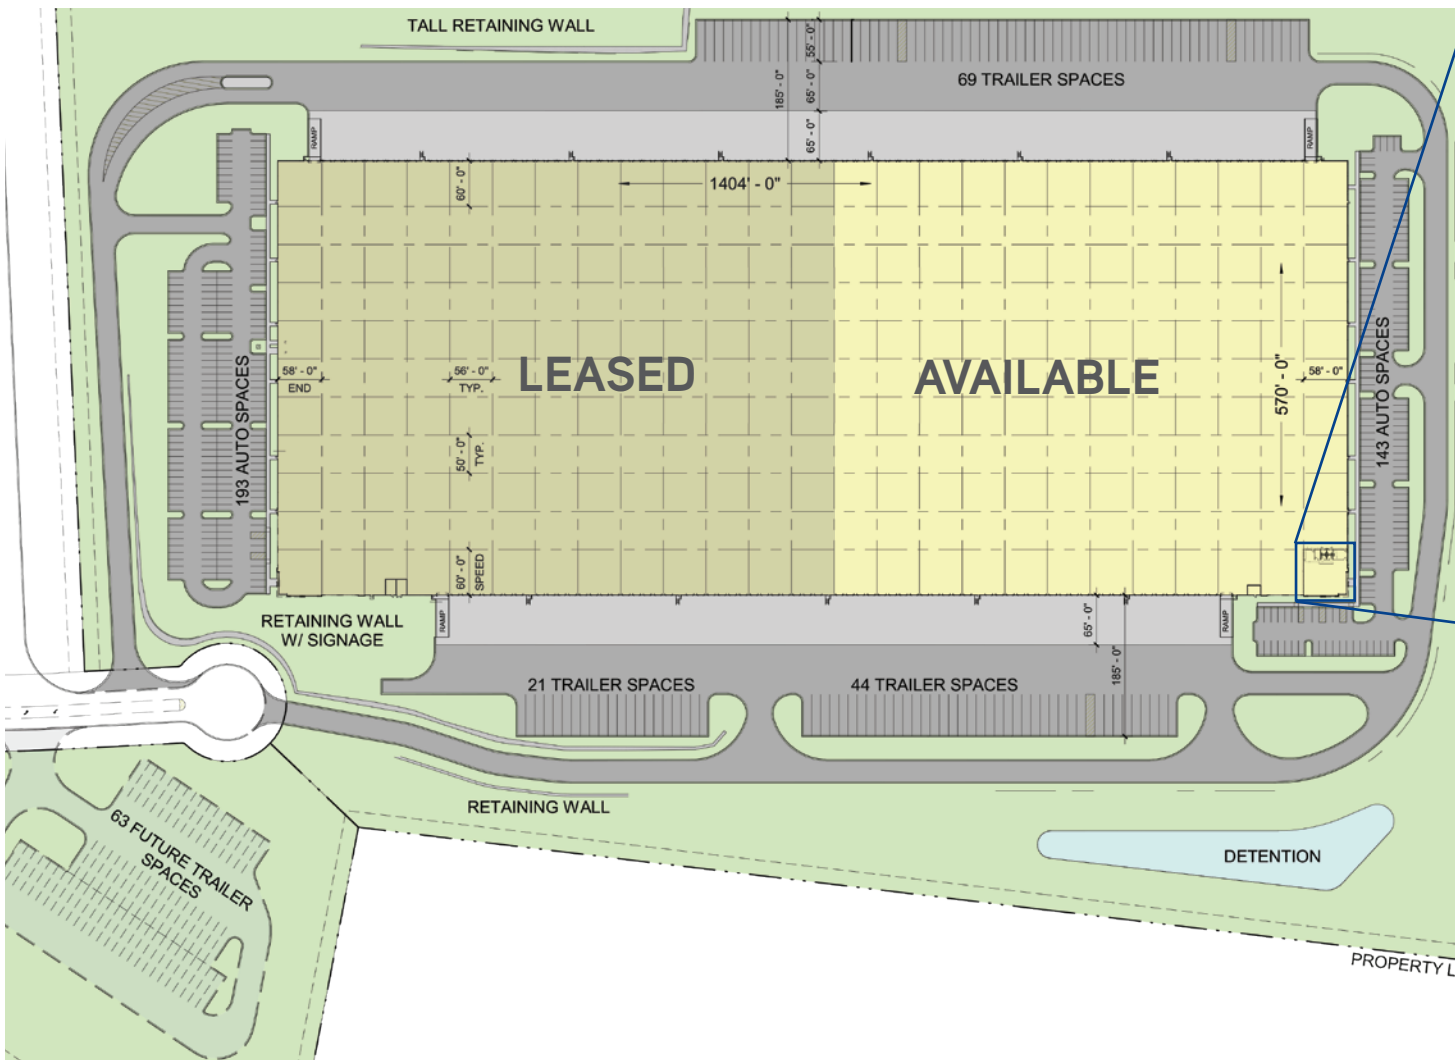 TALL RETAINING WALL
55' - 0"
69 TRAILER SPACES
185' - 0"
65' - 0"
65' - 0"
RAMP
RAMP
60' - 0"
1404' - 0"
193 AUTO SPACES
58' - 0"
END
56' - 0"
TYP.
LEASED
AVAILABLE
570' - 0"
58' - 0"
143 AUTO SPACES
50' - 0"
TYP.
60' - 0"
SPEED
RETAINING WALL
W/ SIGNAGE
RAMP
65' - 0"
RAMP
185' - 0"
21 TRAILER SPACES
44 TRAILER SPACES
RETAINING WALL
63 FUTURE TRAILER
SPACES
DETENTION
PROPERTY L